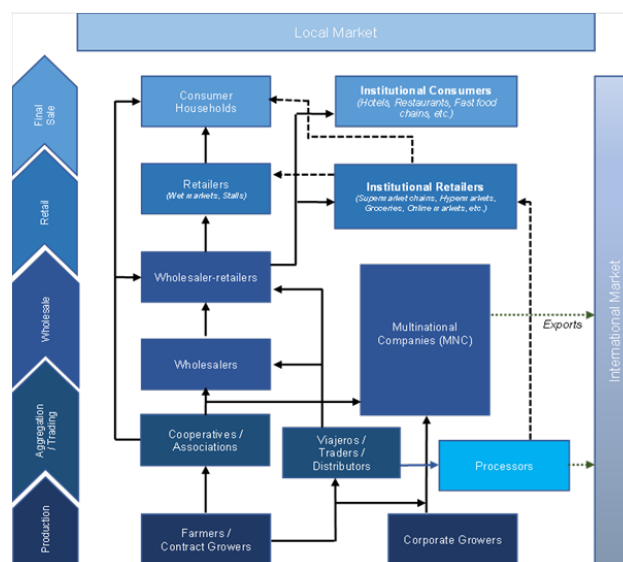 Local Market
Final
Sale
Consumer
Households
Institutional Consumers
(Hotels, Restaurants, Fast food
chains, etc.)
Retail
Retailers
(Wet markets, Stalls)
Institutional Retailers
(Supermarket chains, Hypermarkets,
Groceries, Online markets, etc.)
Wholesale
Wholesaler-retailers
Multinational
Companies (MNC)
Exports
International Market
Wholesalers
Aggregation
/ Trading
Cooperatives /
Associations
Viajeros /
Traders /
Distributors
Processors
Production
Farmers /
Contract Growers
Corporate Growers